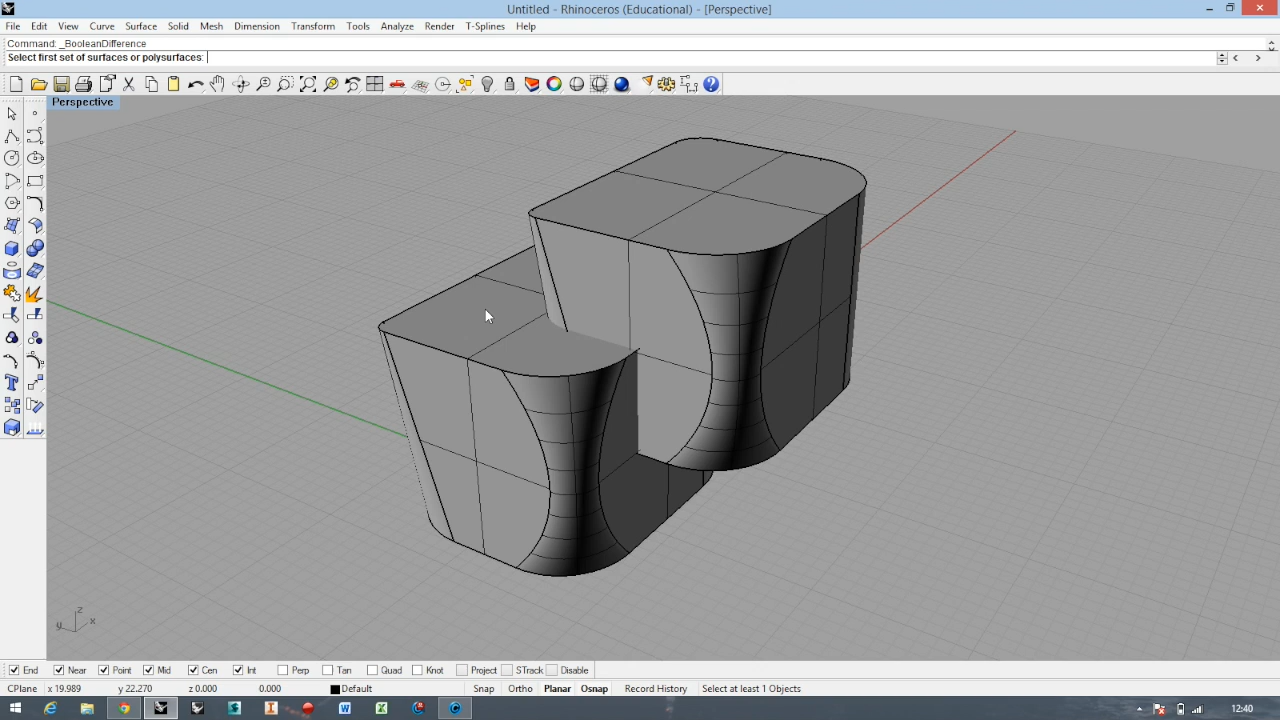 Untitled - Rhinoceros (Educational) - [Perspective]
File Edit View Curve Surface Solid Mesh Dimension Transform Tools Analyze Render T-Splines Help
Command: _BooleanDifference
Select first set of surfaces or polysurfaces:
Perspective
z
y x
End Near Point Mid Cen Int Perp Tan Quad Knot Project STrack Disable
CPlane x 19.989 y 22.270 z 0.000 0.000 Default Snap Ortho Planar Osnap Record History Select at least 1 Objects
12:40